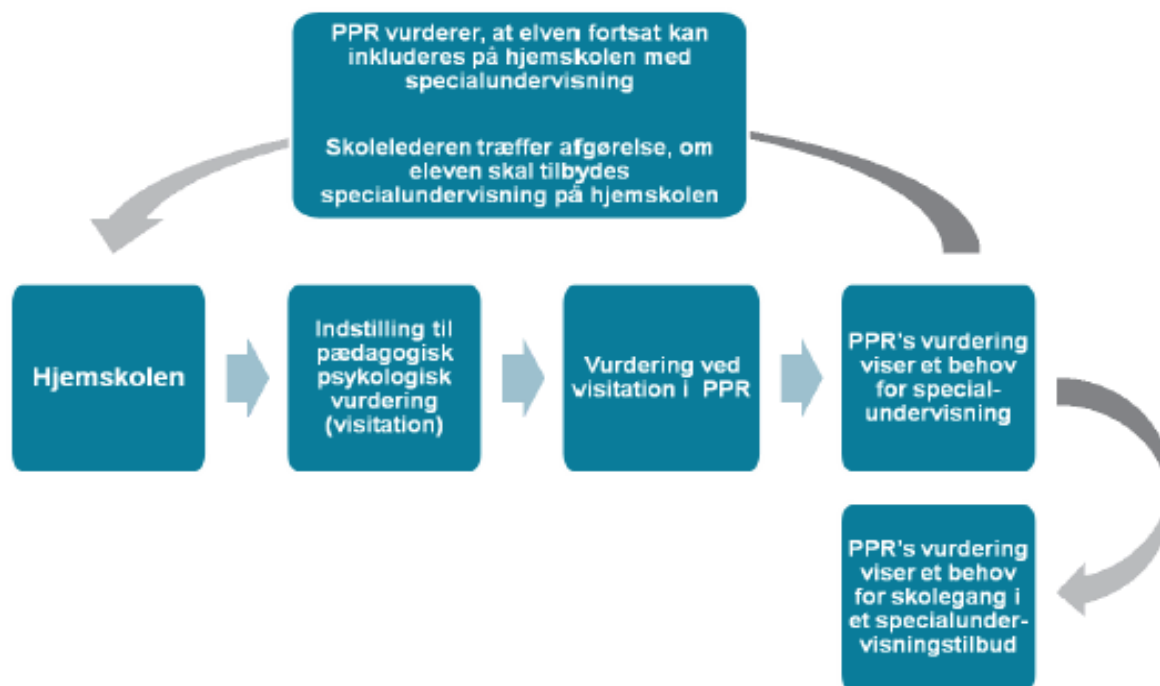 PPR vurderer, at elven fortsat kan
inkluderes på hjemskolen med
specialundervisning
Skolelederen træffer afgørelse, om
eleven skal tilbydes
specialundervisning på hjemskolen
Hjemskolen
Indstilling til
pædagogisk
psykologisk
vurdering
(visitation)
Vurdering ved
visitation i PPR
PPR's vurdering
viser et behov
for special-
undervisning
PPR's vurdering
viser et behov
for skolegang i
et specialunder-
visningstilbud